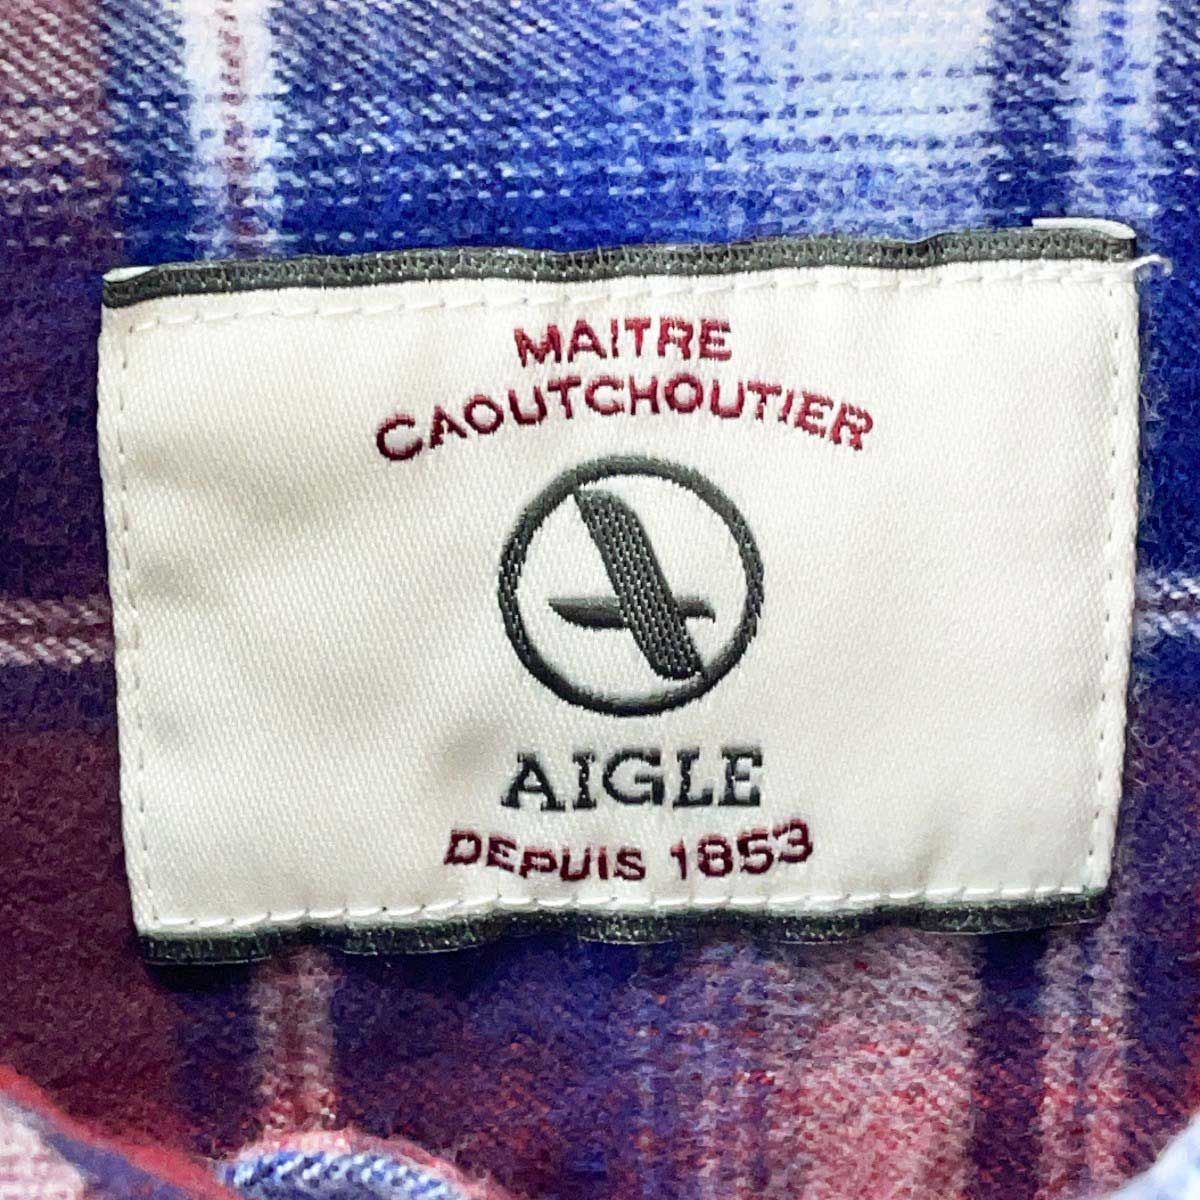 MAITRE
CAOUTCHOUTIER
AIGLE
DEPUIS 1853